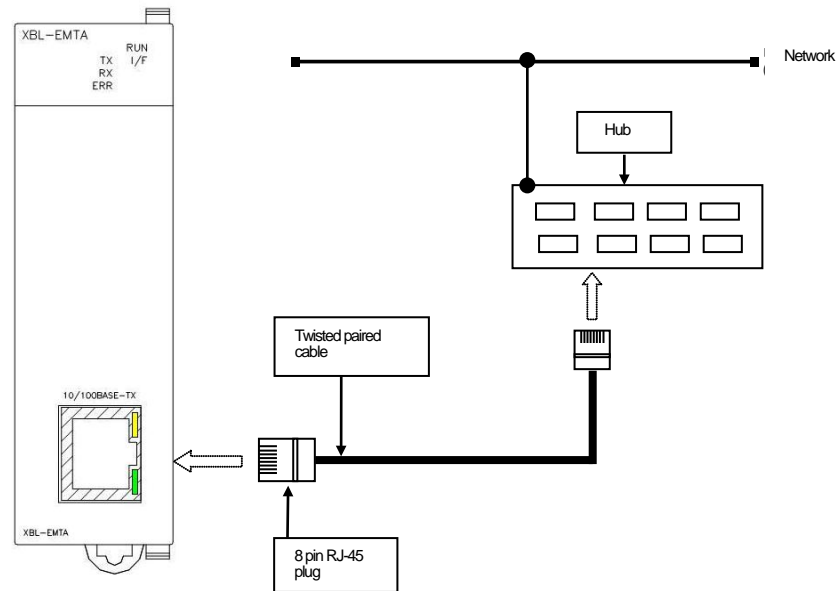 XBL-EMTA
RUN
TX I/F
RX
ERR
Network
Hub
Twisted paired
cable
10/100BASE-TX
XBL-EMTA
8 pin RJ-45
plug